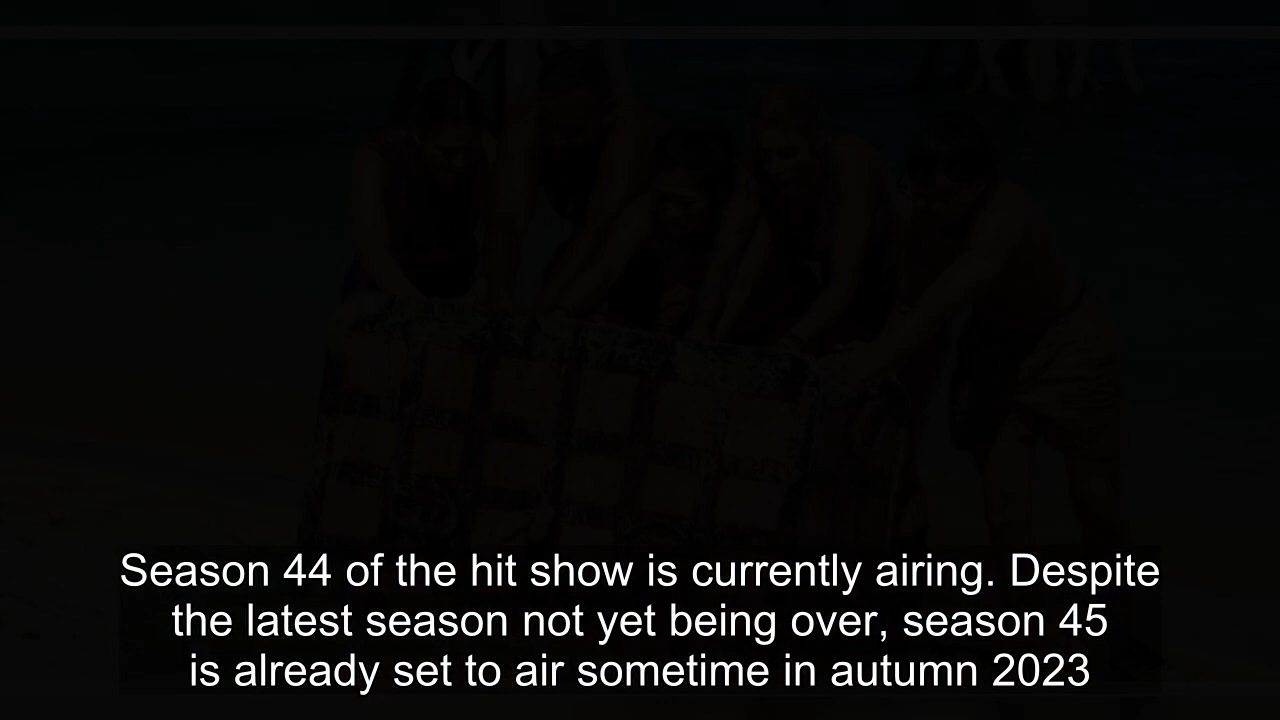 Season 44 of the hit show is currently airing. Despite
the latest season not yet being over, season 45
is already set to air sometime in autumn 2023